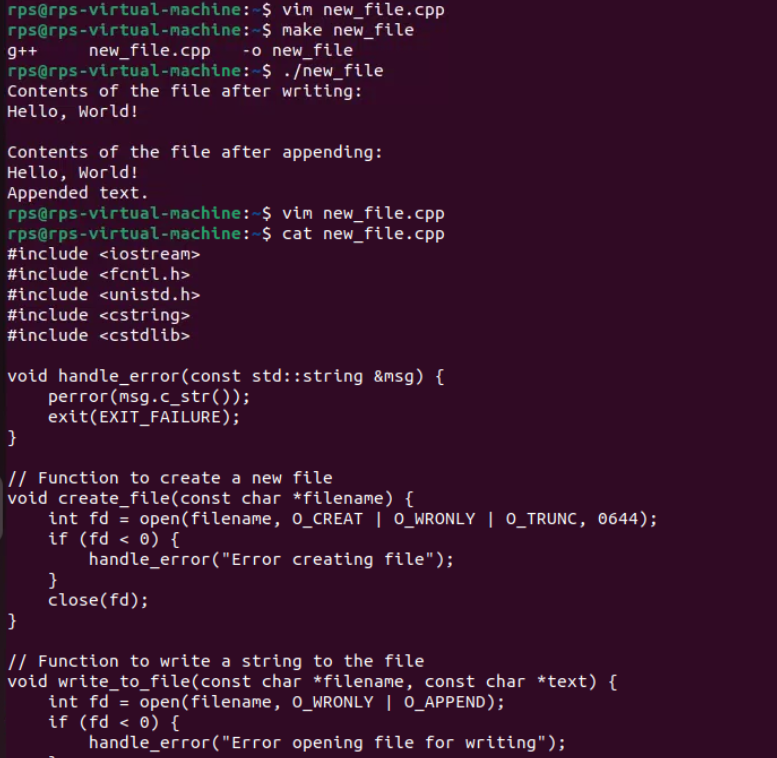 rps@rps-virtual-machine:~$ vim new_file.cpp
rps@rps-virtual-machine:~$ make new_file
g++     new_file.cpp   -o new_file
rps@rps-virtual-machine:~$ ./new_file
Contents of the file after writing:
Hello, World!

Contents of the file after appending:
Hello, World!
Appended text.
rps@rps-virtual-machine:~$ vim new_file.cpp
rps@rps-virtual-machine:~$ cat new_file.cpp
#include <iostream>
#include <fcntl.h>
#include <unistd.h>
#include <cstring>
#include <cstdlib>

void handle_error(const std::string &msg) {
    perror(msg.c_str());
    exit(EXIT_FAILURE);
}

// Function to create a new file
void create_file(const char *filename) {
    int fd = open(filename, O_CREAT | O_WRONLY | O_TRUNC, 0644);
    if (fd < 0) {
        handle_error("Error creating file");
    }
    close(fd);
}

// Function to write a string to the file
void write_to_file(const char *filename, const char *text) {
    int fd = open(filename, O_WRONLY | O_APPEND);
    if (fd < 0) {
        handle_error("Error opening file for writing");